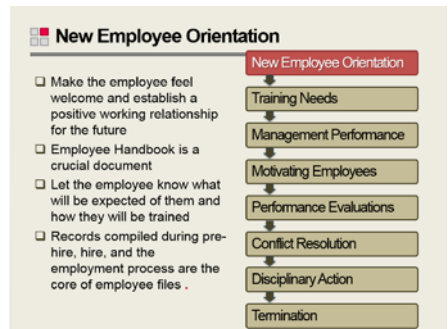 New Employee Orientation
Make the employee feel
welcome and establish a
positive working relationship
for the future
Employee Handbook is a
crucial document
Let the employee know what
will be expected of them and
how they will be trained
Records compiled during pre-
hire, hire, and the
employment process are the
core of employee files .
New Employee Orientation
Training Needs
Management Performance
Motivating Employees
Performance Evaluations
Conflict Resolution
Disciplinary Action
Termination